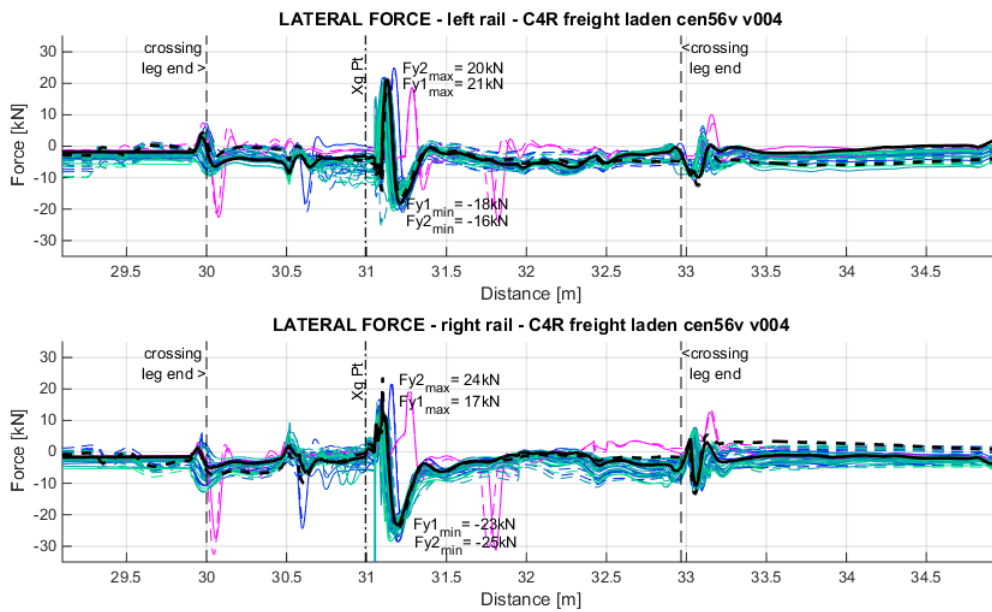 LATERAL FORCE - left rail - C4R freight laden cen56v v004
30
20
10
0
-10
-20
-30
Force [kN]
crossing
leg end >
Xg Pt
Fy2max= 20kN
Fy1max= 21kN
Fy1min= -18kN
Fy2min= -16kN
<crossing
leg end
29.5 30 30.5 31 31.5 32 32.5 33 33.5 34 34.5
Distance [m]
LATERAL FORCE - right rail - C4R freight laden cen56v v004
30
20
10
0
-10
-20
-30
Force [kN]
crossing
leg end >
Xg Pt
Fy2max= 24kN
Fy1max= 17kN
Fy1min= -23kN
Fy2min= -25kN
<crossing
leg end
29.5 30 30.5 31 31.5 32 32.5 33 33.5 34 34.5
Distance [m]